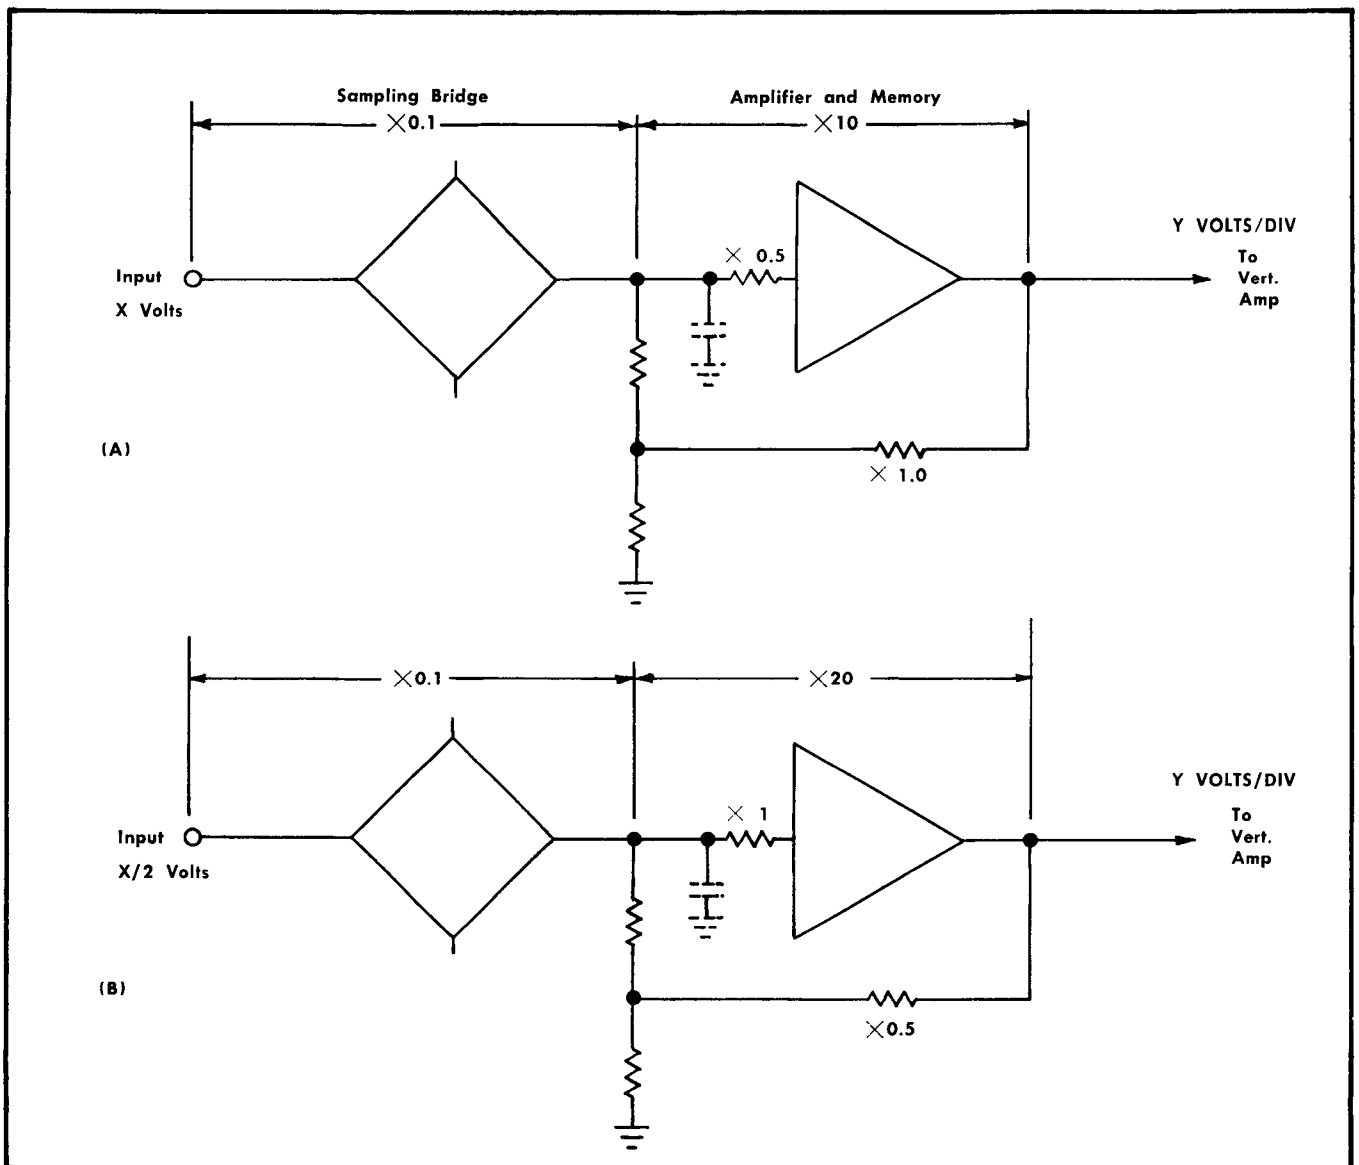 Sampling Bridge
Amplifier and Memory
×0.1
×10
Y VOLTS/DIV
× 0.5
To
Vert.
Amp
Input
X Volts
(A)
× 1.0
×0.1
×20
Y VOLTS/DIV
× 1
To
Vert.
Amp
Input
X/2 Volts
(B)
×0.5